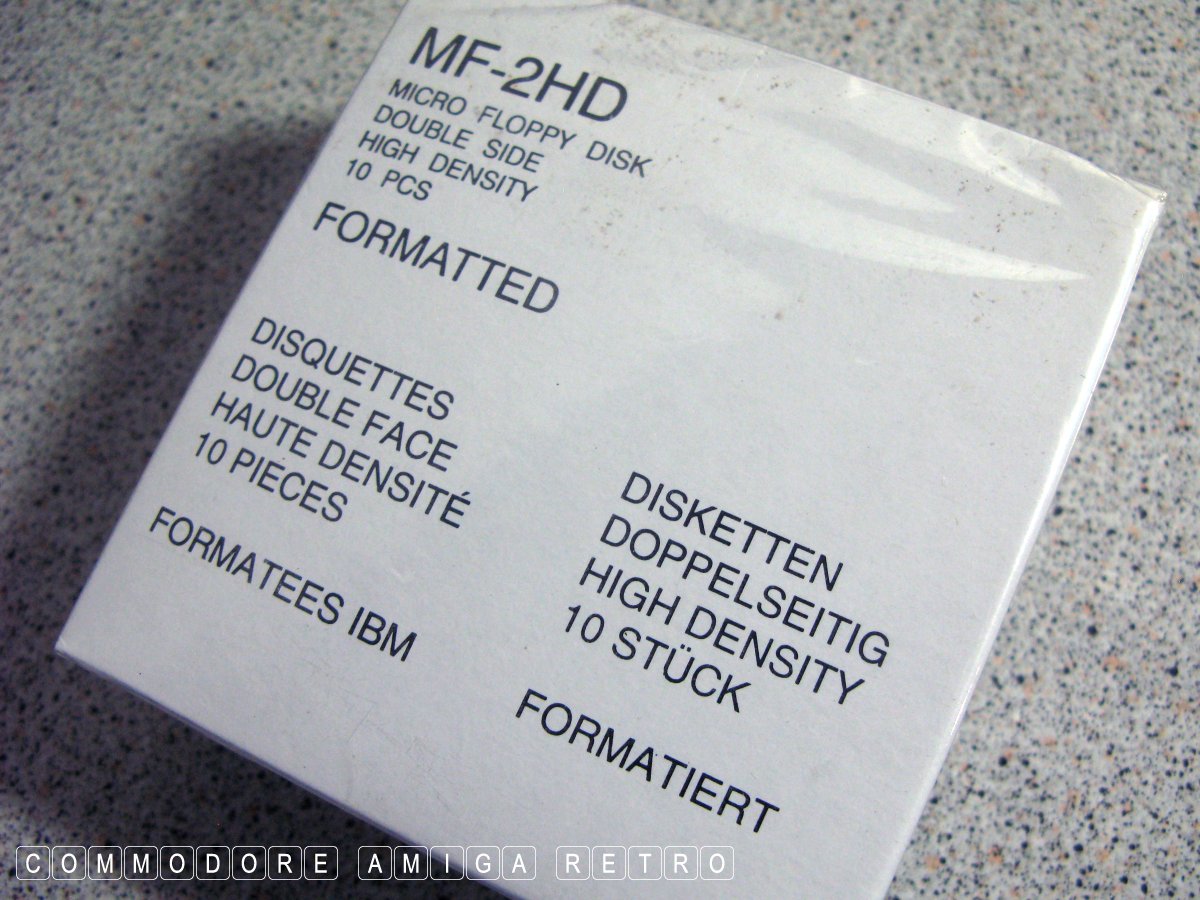 MF-2HD
MICRO FLOPPY DISK
DOUBLE SIDE
HIGH DENSITY
10 PCS
FORMATTED
DISQUETTES
DOUBLE FACE
HAUTE DENSITÉ
10 PIECES
FORMATEES IBM
DISKETTEN
DOPPELSEITIG
HIGH DENSITY
10 STÜCK
FORMATIERT
COMMODORE AMIGA RETRO